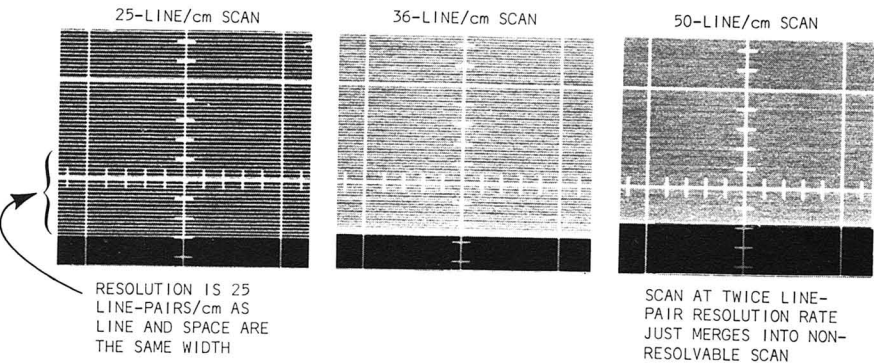 25-LINE/cm SCAN
36-LINE/cm SCAN
50-LINE/cm SCAN
RESOLUTION IS 25
LINE-PAIRS/cm AS
LINE AND SPACE ARE
THE SAME WIDTH
SCAN AT TWICE LINE-
PAIR RESOLUTION RATE
JUST MERGES INTO NON-
RESOLVABLE SCAN